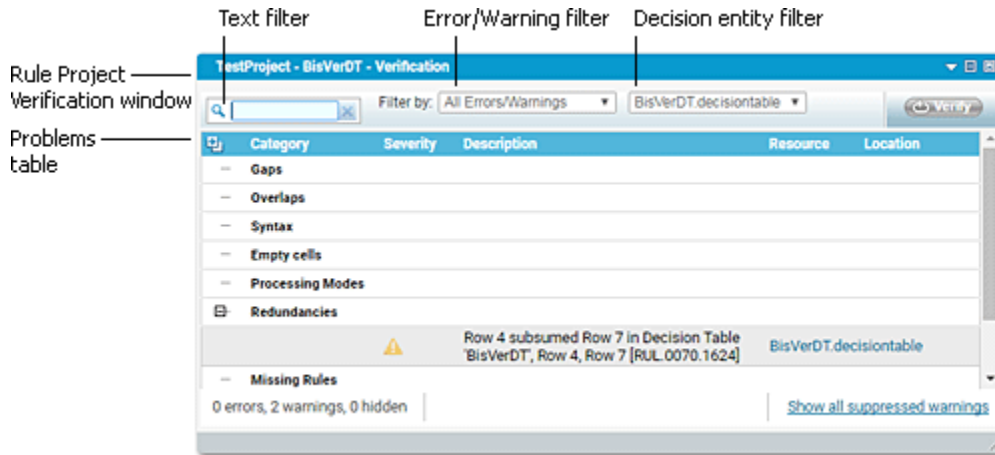 Text filter
Error/Warning filter
Decision entity filter
Rule Project
Verification window
Problems
table
TestProject - BisVerDT - Verification
Filter by:
All Errors/Warnings
BisVerDT.decisiontable
Verify
Category
Severity
Description
Resource
Location
Gaps
Overlaps
Syntax
Empty cells
Processing Modes
Redundancies
Row 4 subsumed Row 7 in Decision Table
'BisVerDT', Row 4, Row 7 [RUL.0070.1624]
BisVerDT.decisiontable
Missing Rules
0 errors, 2 warnings, 0 hidden
Show all suppressed warnings